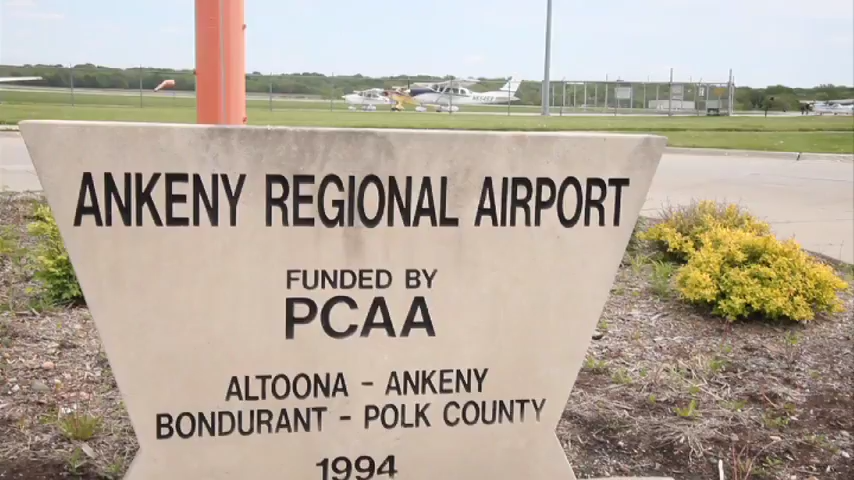 ANKENY REGIONAL AIRPORT
FUNDED BY
PCAA
ALTOONA - ANKENY
BONDURANT - POLK COUNTY
1994